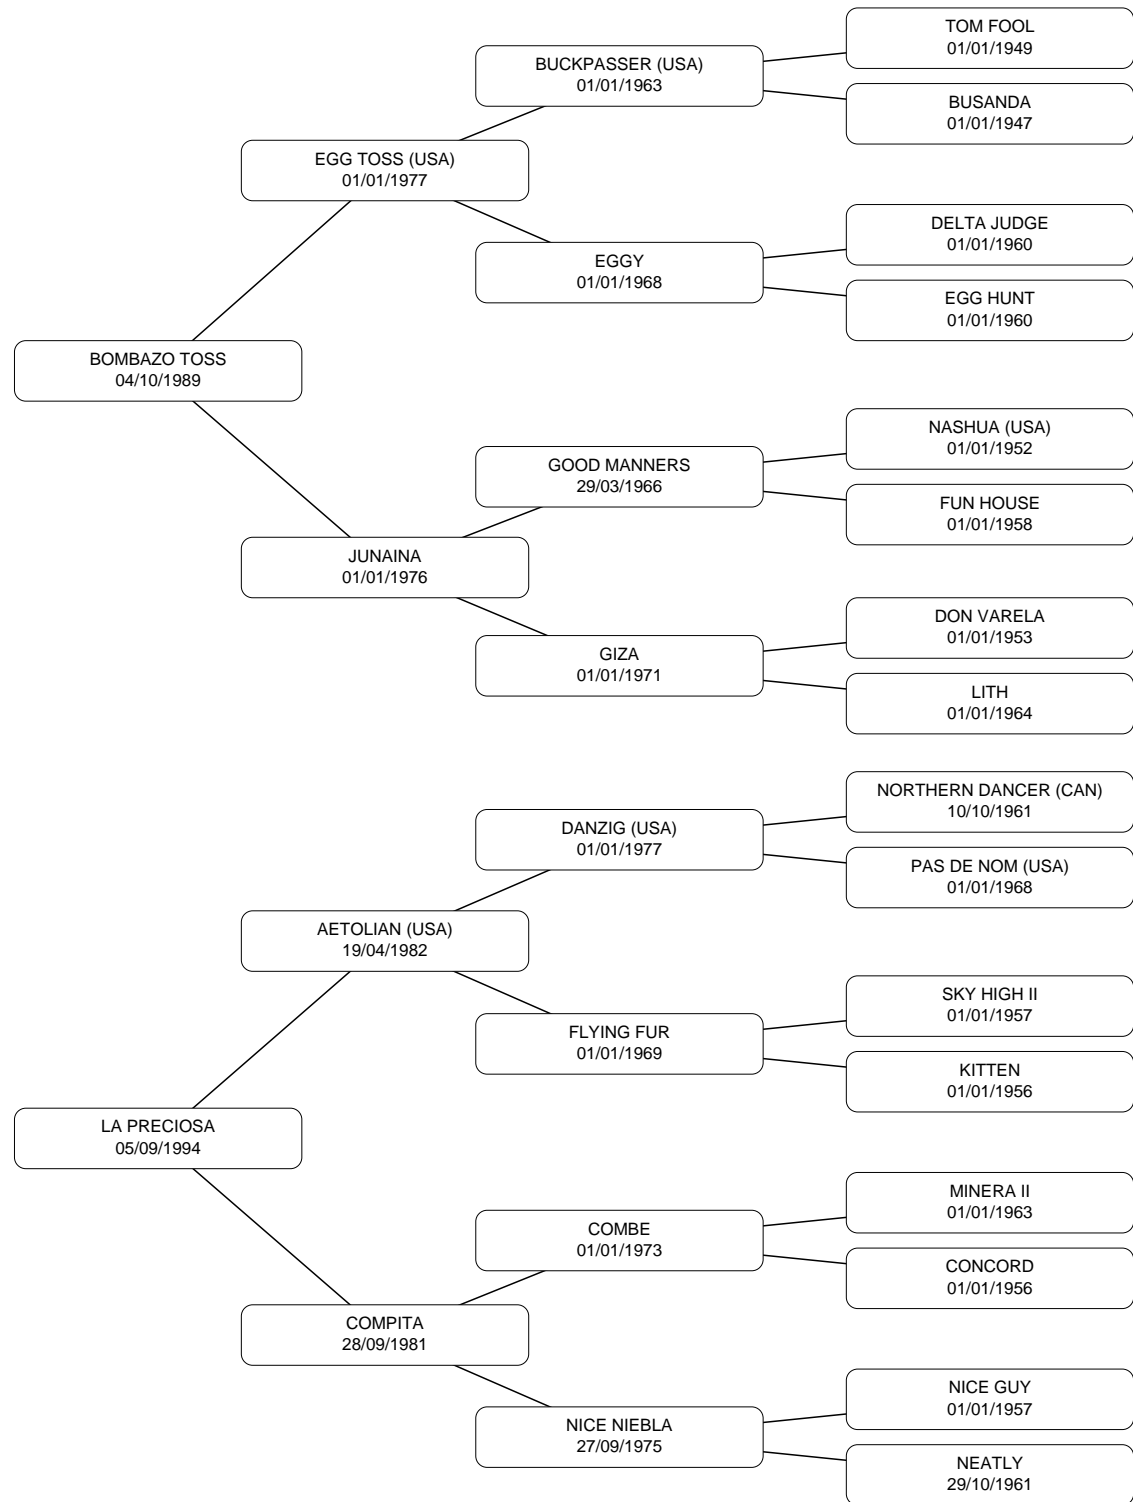 TOM FOOL
01/01/1949
BUCKPASSER (USA)
01/01/1963
BUSANDA
01/01/1947
EGG TOSS (USA)
01/01/1977
DELTA JUDGE
01/01/1960
EGGY
01/01/1968
EGG HUNT
01/01/1960
BOMBAZO TOSS
04/10/1989
NASHUA (USA)
01/01/1952
GOOD MANNERS
29/03/1966
FUN HOUSE
01/01/1958
JUNAINA
01/01/1976
DON VARELA
01/01/1953
GIZA
01/01/1971
LITH
01/01/1964
NORTHERN DANCER (CAN)
10/10/1961
DANZIG (USA)
01/01/1977
PAS DE NOM (USA)
01/01/1968
AETOLIAN (USA)
19/04/1982
SKY HIGH II
01/01/1957
FLYING FUR
01/01/1969
KITTEN
01/01/1956
LA PRECIOSA
05/09/1994
MINERA II
01/01/1963
COMBE
01/01/1973
CONCORD
01/01/1956
COMPITA
28/09/1981
NICE GUY
01/01/1957
NICE NIEBLA
27/09/1975
NEATLY
29/10/1961